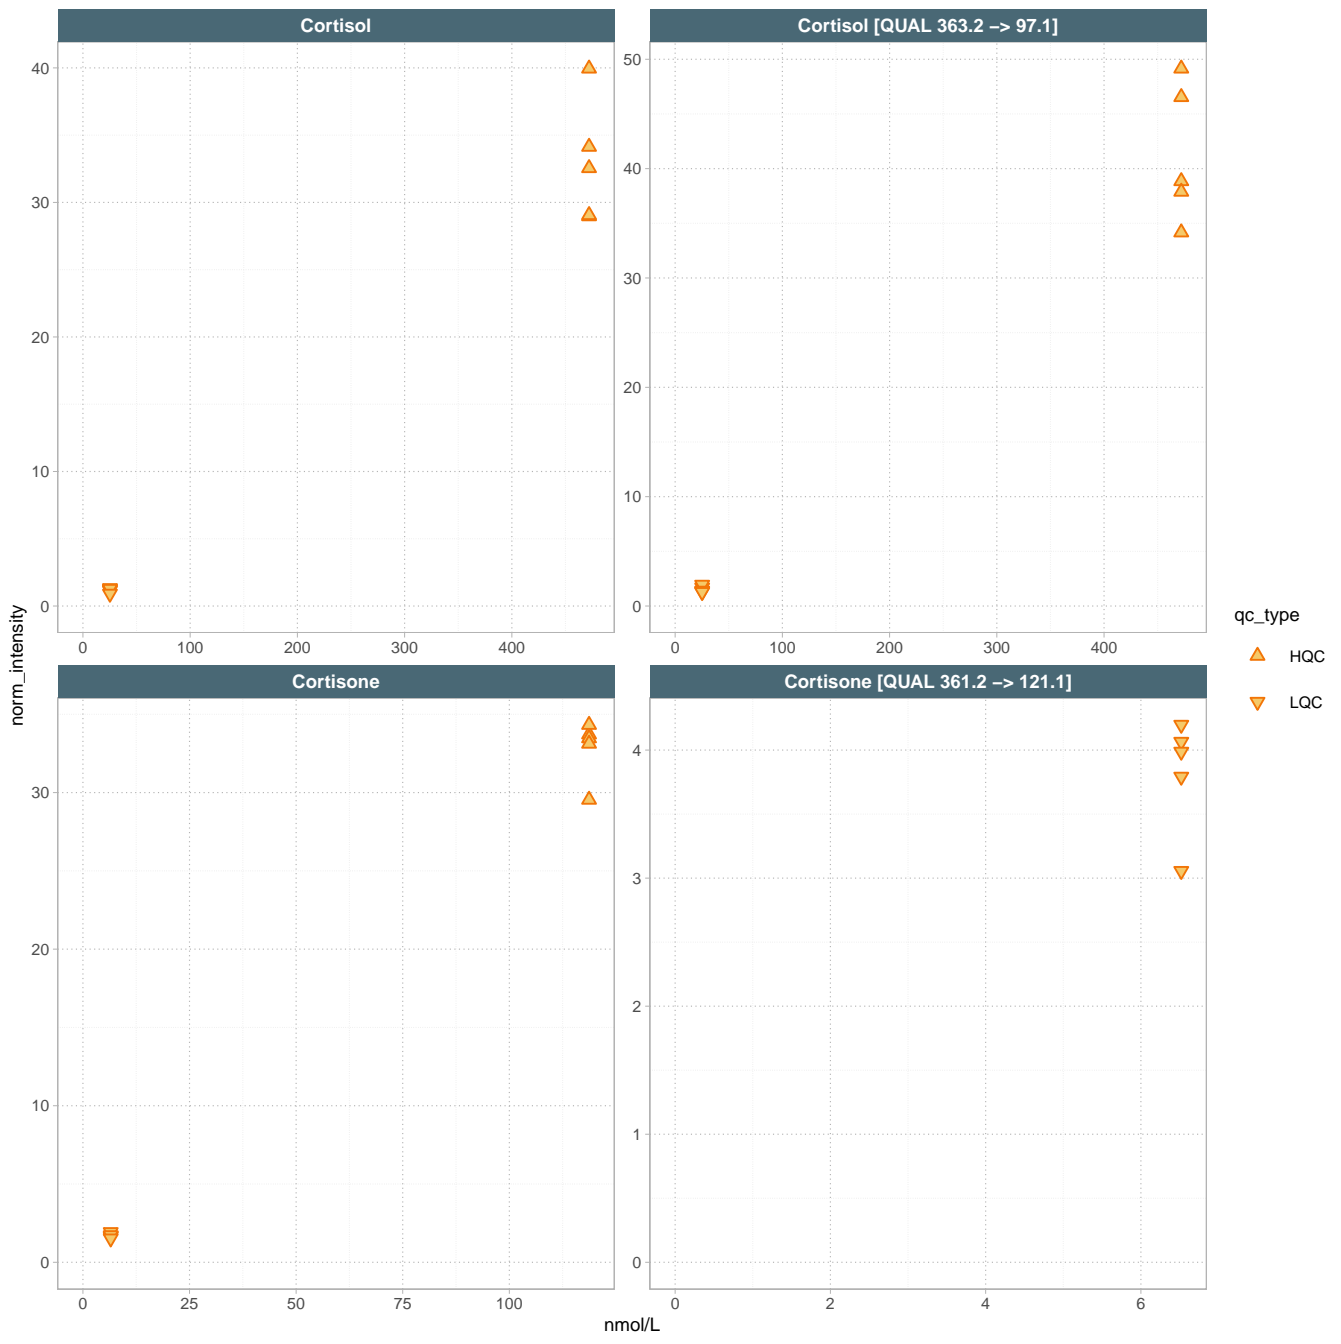 Cortisol
Cortisol [QUAL 363.2 −> 97.1]
40
30
20
10
0
0 100 200 300 400
50
40
30
20
10
0
0 100 200 300 400
norm_intensity
Cortisone
Cortisone [QUAL 361.2 −> 121.1]
30
20
10
0
0 25 50 75 100
4
3
2
1
0
0 2 4 6
nmol/L
qc_type
HQC
LQC